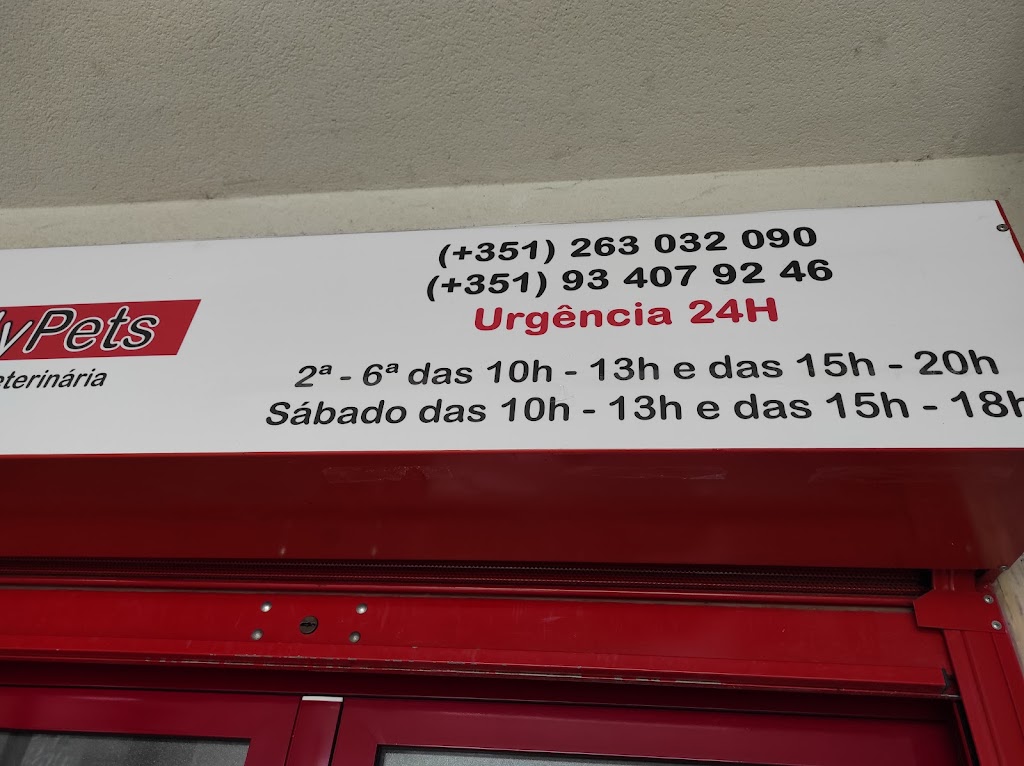 (+351) 263 032 090
(+351) 93 407 92 46
Urgência 24H
Pets
2ª - 6ª das 10h - 13h e das 15h - 20h
Sábado das 10h - 13h e das 15h - 18h